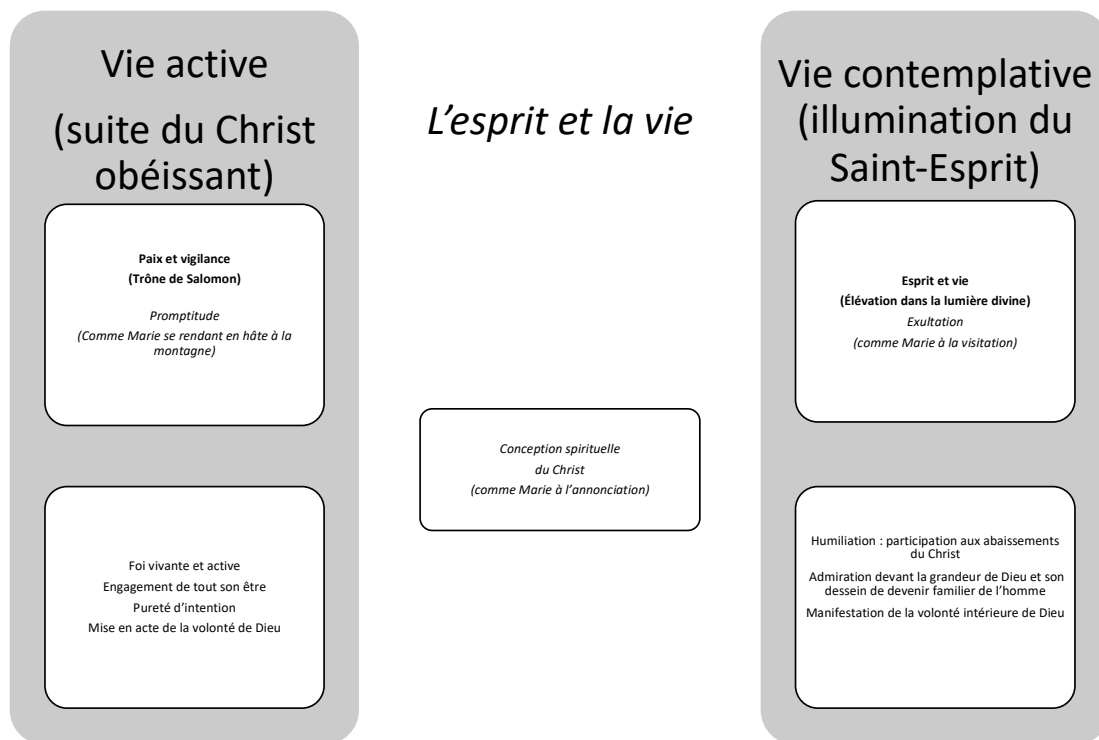 Vie active
(suite du Christ
obéissant)
Paix et vigilance
(Trône de Salomon)
Promptitude
(Comme Marie se rendant en hâte à la
montagne)
Foi vivante et active
Engagement de tout son être
Pureté d’intention
Mise en acte de la volonté de Dieu
L’esprit et la vie
Conception spirituelle
du Christ
(comme Marie à l’annonciation)
Vie contemplative
(illumination du
Saint-Esprit)
Esprit et vie
(Élévation dans la lumière divine)
Exultation
(comme Marie à la visitation)
Humiliation : participation aux abaissements
du Christ
Admiration devant la grandeur de Dieu et son
dessein de devenir familier de l’homme
Manifestation de la volonté intérieure de Dieu